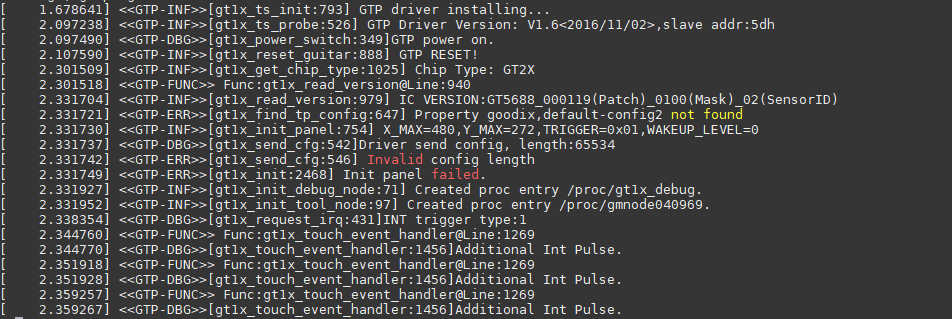 [    1.678641] <<GTP-INF>>[gt1x_ts_init:793] GTP driver installing...
[    2.097238] <<GTP-INF>>[gt1x_ts_probe:526] GTP Driver Version: V1.6<2016/11/02>,slave addr:5dh
[    2.097490] <<GTP-DBG>>[gt1x_power_switch:349]GTP power on.
[    2.107590] <<GTP-INF>>[gt1x_reset_guitar:888] GTP RESET!
[    2.301509] <<GTP-INF>>[gt1x_get_chip_type:1025] Chip Type: GT2X
[    2.301518] <<GTP-FUNC>> Func:gt1x_read_version@Line:940
[    2.331704] <<GTP-INF>>[gt1x_read_version:979] IC VERSION:GT5688_000119(Patch)_0100(Mask)_02(SensorID)
[    2.331721] <<GTP-ERR>>[gt1x_find_tp_config:647] Property goodix,default-config2 not found
[    2.331730] <<GTP-INF>>[gt1x_init_panel:754] X_MAX=480,Y_MAX=272,TRIGGER=0x01,WAKEUP_LEVEL=0
[    2.331737] <<GTP-DBG>>[gt1x_send_cfg:542]Driver send config, length:65534
[    2.331742] <<GTP-ERR>>[gt1x_send_cfg:546] Invalid config length
[    2.331749] <<GTP-ERR>>[gt1x_init:2468] Init panel failed.
[    2.331927] <<GTP-INF>>[gt1x_init_debug_node:71] Created proc entry /proc/gt1x_debug.
[    2.331952] <<GTP-INF>>[gt1x_init_tool_node:97] Created proc entry /proc/gmnode040969.
[    2.338354] <<GTP-DBG>>[gt1x_request_irq:431]INT trigger type:1
[    2.344760] <<GTP-FUNC>> Func:gt1x_touch_event_handler@Line:1269
[    2.344770] <<GTP-DBG>>[gt1x_touch_event_handler:1456]Additional Int Pulse.
[    2.351918] <<GTP-FUNC>> Func:gt1x_touch_event_handler@Line:1269
[    2.351928] <<GTP-DBG>>[gt1x_touch_event_handler:1456]Additional Int Pulse.
[    2.359257] <<GTP-FUNC>> Func:gt1x_touch_event_handler@Line:1269
[    2.359267] <<GTP-DBG>>[gt1x_touch_event_handler:1456]Additional Int Pulse.